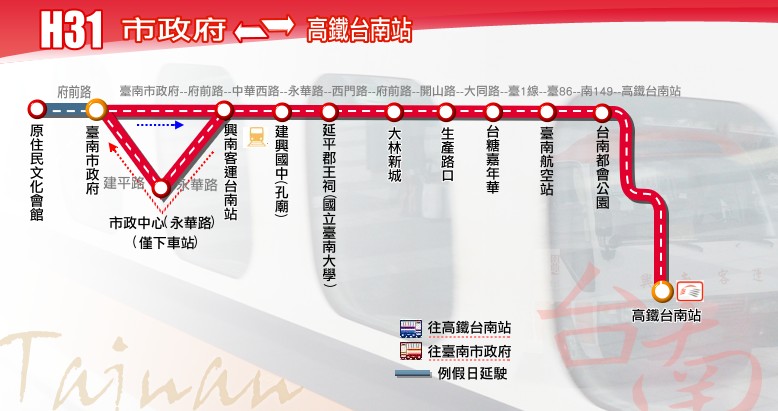 H31 市政府 高鐵台南站
府前路
臺南市政府--府前路--中華西路--永華路--西門路--府前路--開山路--大同路--臺1線--臺86--南149--高鐵台南站
原住民文化會館
臺南市政府
興南客運台南站
建興國中(孔廟)
延平郡王祠(國立臺南大學)
大林新城
生產路口
台糖嘉年華
臺南航空站
台南都會公園
建平路
永華路
市政中心(永華路)
(僅下車站)
高鐵台南站
往高鐵台南站
往臺南市政府
例假日延駛
Tainan
台南